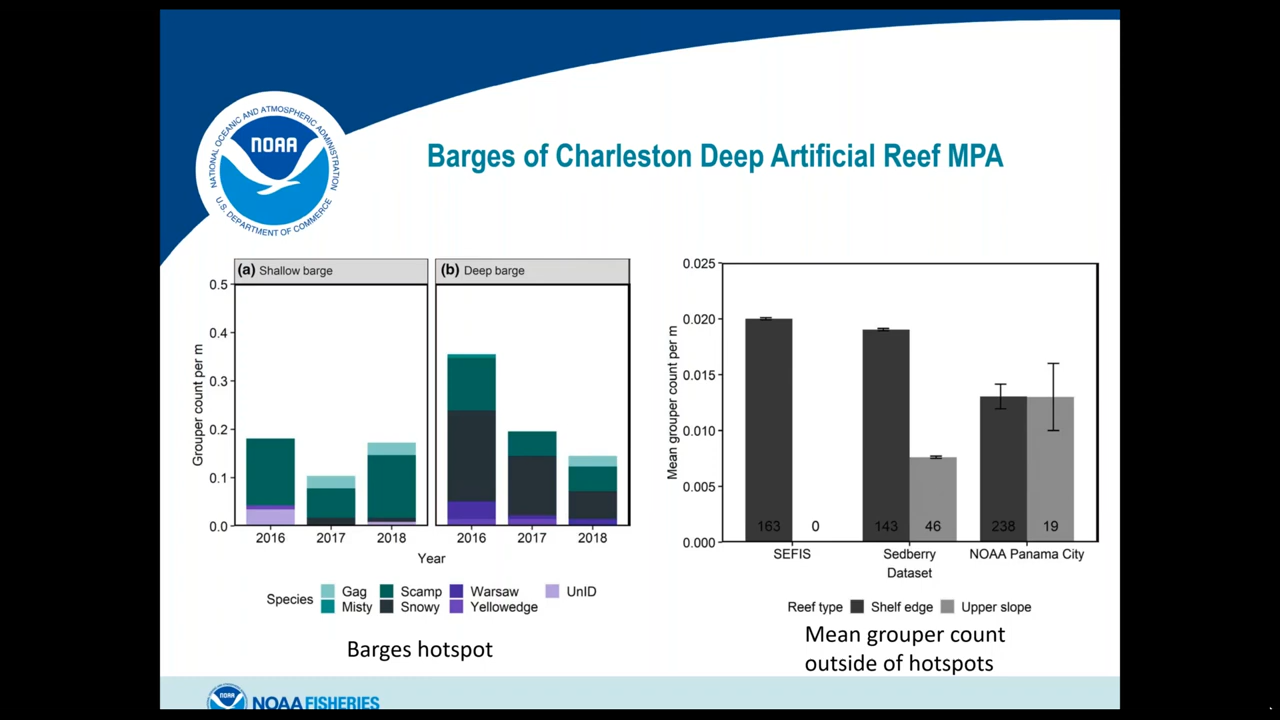 NATIONAL OCEANIC AND ATMOSPHERIC ADMINISTRATION
NOAA
U.S. DEPARTMENT OF COMMERCE
Barges of Charleston Deep Artificial Reef MPA
(a) Shallow barge
(b) Deep barge
Grouper count per m
0.5
0.4
0.3
0.2
0.1
0.0
2016 2017 2018 2016 2017 2018
Year
Species
Gag Scamp Warsaw UnID
Misty Snowy Yellowedge
Barges hotspot
Mean grouper count per m
0.025
0.020
0.015
0.010
0.005
0.000
163 0 143 46 238 19
SEFIS Sedberry NOAA Panama City
Dataset
Reef type Shelf edge Upper slope
Mean grouper count
outside of hotspots
NOAA
NOAA FISHERIES